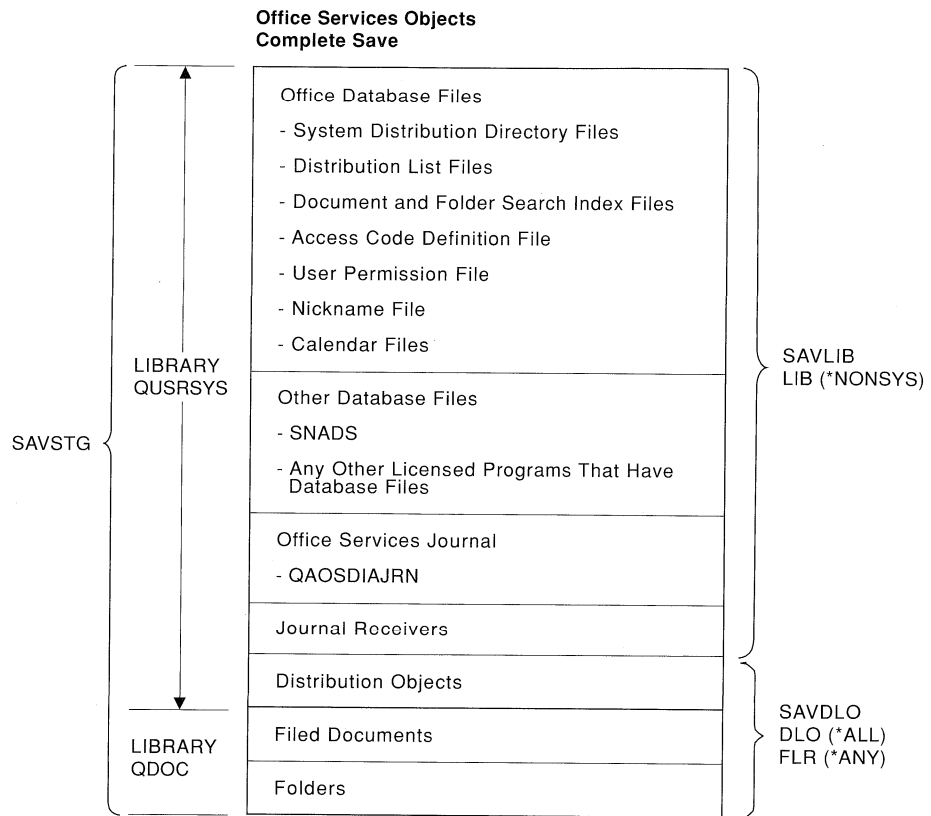 Office Services Objects
Complete Save
Office Database Files
- System Distribution Directory Files
- Distribution List Files
- Document and Folder Search Index Files
- Access Code Definition File
- User Permission File
- Nickname File
- Calendar Files
LIBRARY
QUSRSYS
SAVSTG
SAVLIB
LIB (*NONSYS)
Other Database Files
- SNADS
- Any Other Licensed Programs That Have
Database Files
Office Services Journal
- QAOSDIAJRN
Journal Receivers
Distribution Objects
LIBRARY
QDOC
Filed Documents
Folders
SAVDLO
DLO (*ALL)
FLR (*ANY)